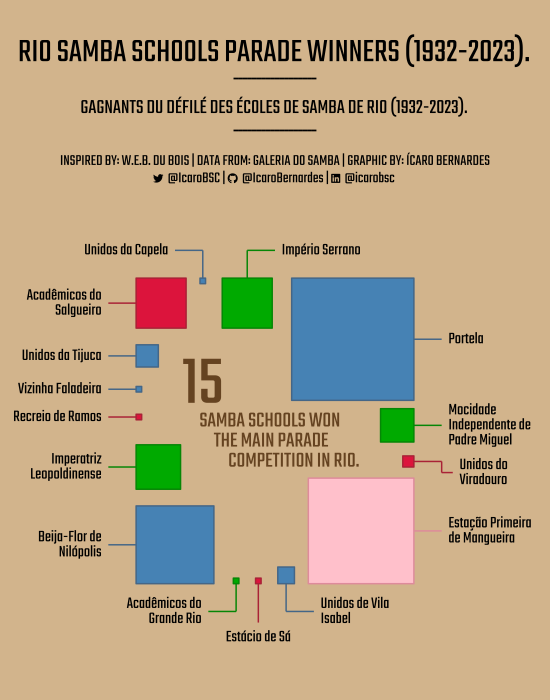 RIO SAMBA SCHOOLS PARADE WINNERS (1932-2023).
GAGNANTS DU DÉFILÉ DES ÉCOLES DE SAMBA DE RIO (1932-2023).
INSPIRED BY: W.E.B. DU BOIS | DATA FROM: GALERIA DO SAMBA | GRAPHIC BY: ÍCARO BERNARDES
@IcaroBSC | @IcaroBernardes | @icarobsc
Unidos da Capela
Império Serrano
Acadêmicos do
Salgueiro
Portela
Unidos da Tijuca
Vizinha Faladeira
Recreio de Ramos
15
SAMBA SCHOOLS WON
THE MAIN PARADE
COMPETITION IN RIO.
Mocidade
Independente de
Padre Miguel
Imperatriz
Leopoldinense
Unidos do
Viradouro
Beija-Flor de
Nilópolis
Estação Primeira
de Mangueira
Acadêmicos do
Grande Rio
Estácio de Sá
Unidos de Vila
Isabel